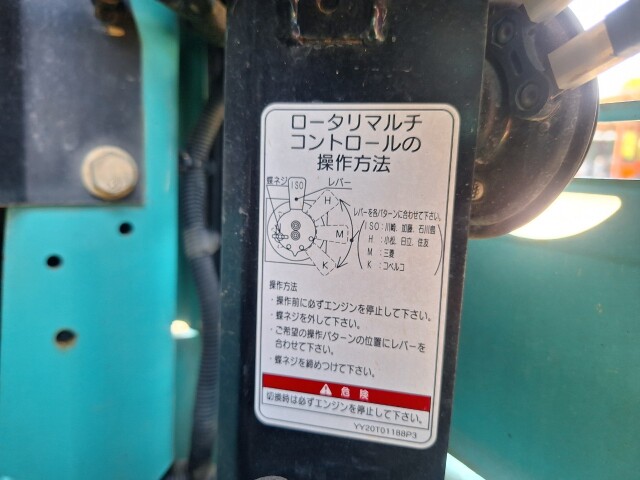 ロータリマルチ
コントロールの
操作方法
蝶ネジ
ISO
レバー
H
M
K
レバーを各パターンに合わせて下さい。
ISO：川崎、加藤、石川島
H：小松、日立、住友
M：三菱
K：コベルコ
操作方法
・操作前に必ずエンジンを停止して下さい。
・蝶ネジを外して下さい。
・ご希望の操作パターンの位置にレバーを
合わせて下さい。
・蝶ネジを締めつけて下さい。
危険
切換時は必ずエンジンを停止して下さい。
YY20T01188P3